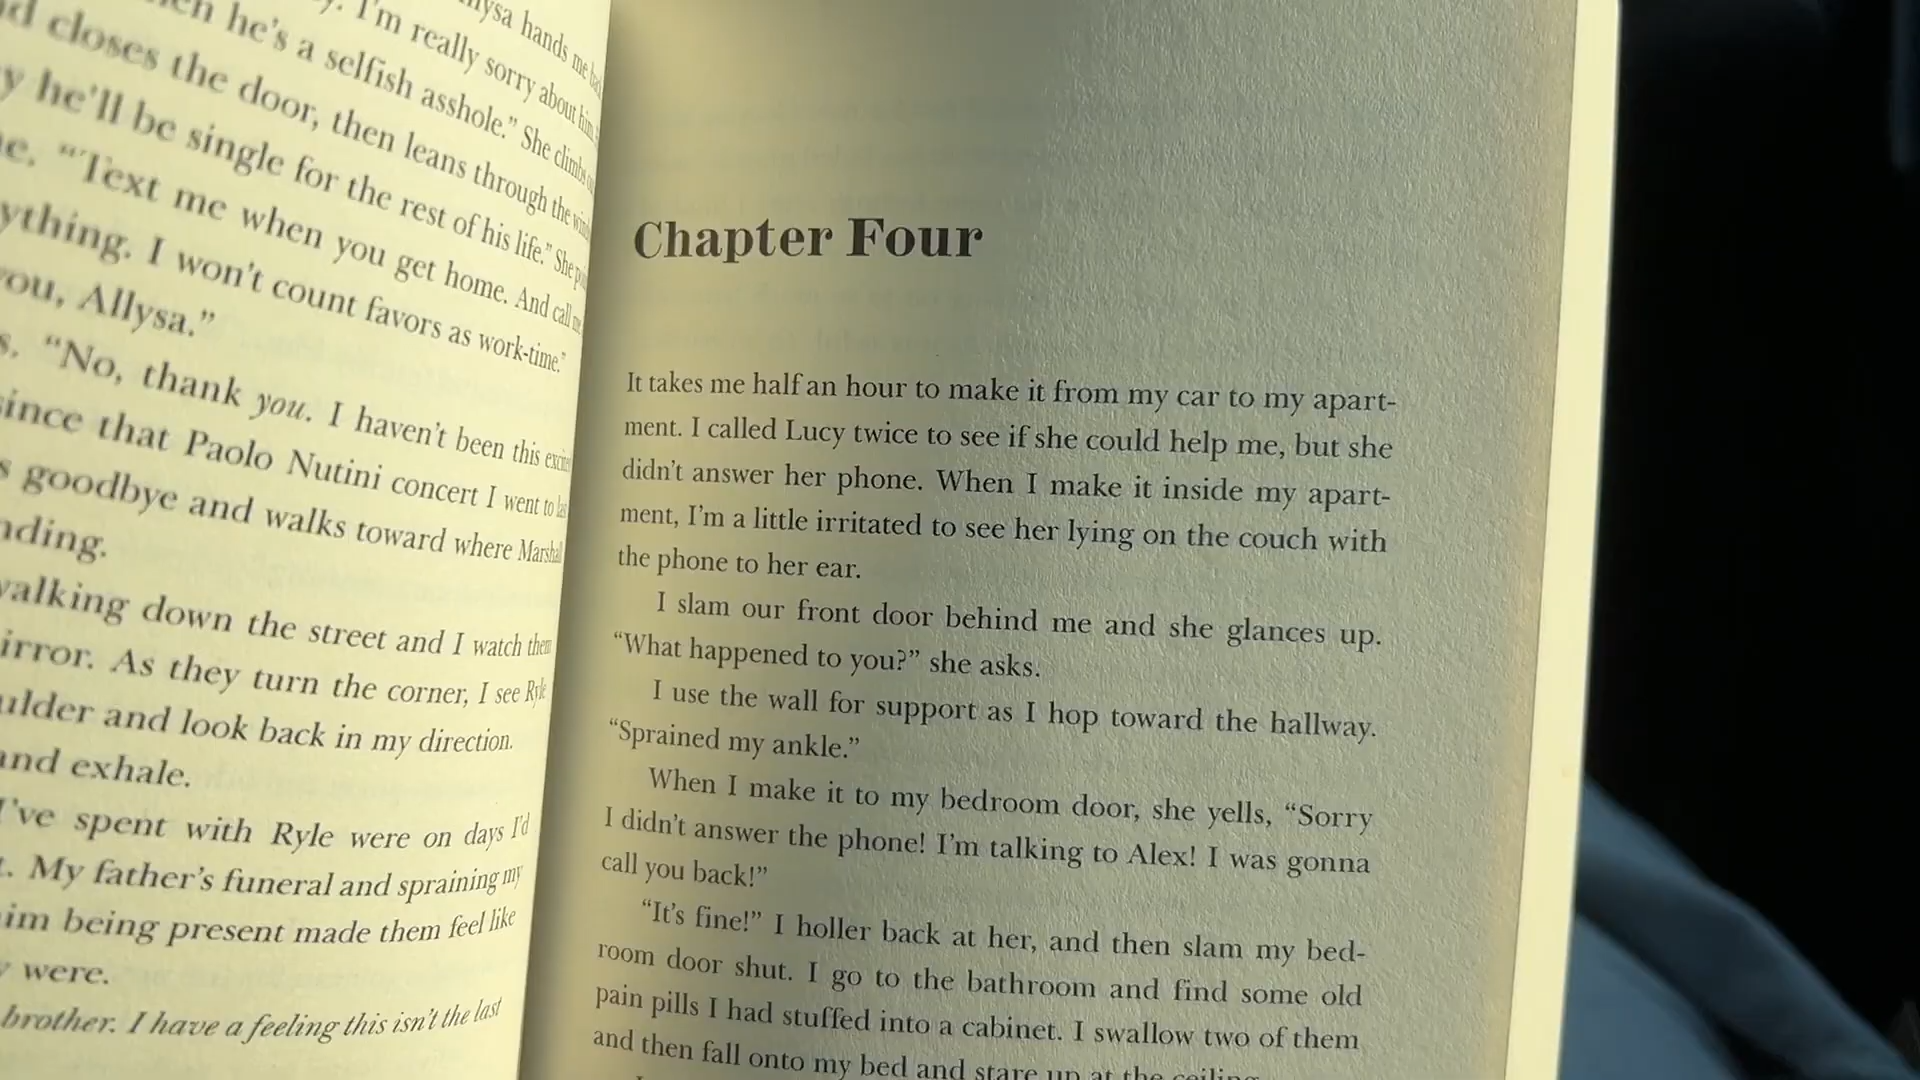 llysa hands me
I'm really sorry about him
en he's a selfish asshole.” She climbs
d closes the door, then leans through the
y he'll be single for the rest of his life.” She
e. “Text me when you get home. And call me
ything. I won't count favors as work-time.”
ou, Allysa.”
s. “No, thank you. I haven't been this
since that Paolo Nutini concert I went to
s goodbye and walks toward where Marshall
nding.
valking down the street and I watch them
irror. As they turn the corner, I see Ryle
ulder and look back in my direction.
and exhale.
I've spent with Ryle were on days I'd
t. My father's funeral and spraining my
im being present made them feel like
y were.
brother. I have a feeling this isn't the last
Chapter Four
It takes me half an hour to make it from my car to my apart-
ment. I called Lucy twice to see if she could help me, but she
didn't answer her phone. When I make it inside my apart-
ment, I'm a little irritated to see her lying on the couch with
the phone to her ear.
I slam our front door behind me and she glances up.
“What happened to you?” she asks.
I use the wall for support as I hop toward the hallway.
“Sprained my ankle.”
When I make it to my bedroom door, she yells, “Sorry
I didn't answer the phone! I'm talking to Alex! I was gonna
call you back!”
“It's fine!” I holler back at her, and then slam my bed-
room door shut. I go to the bathroom and find some old
pain pills I had stuffed into a cabinet. I swallow two of them
and then fall onto my bed and stare up at the ceiling